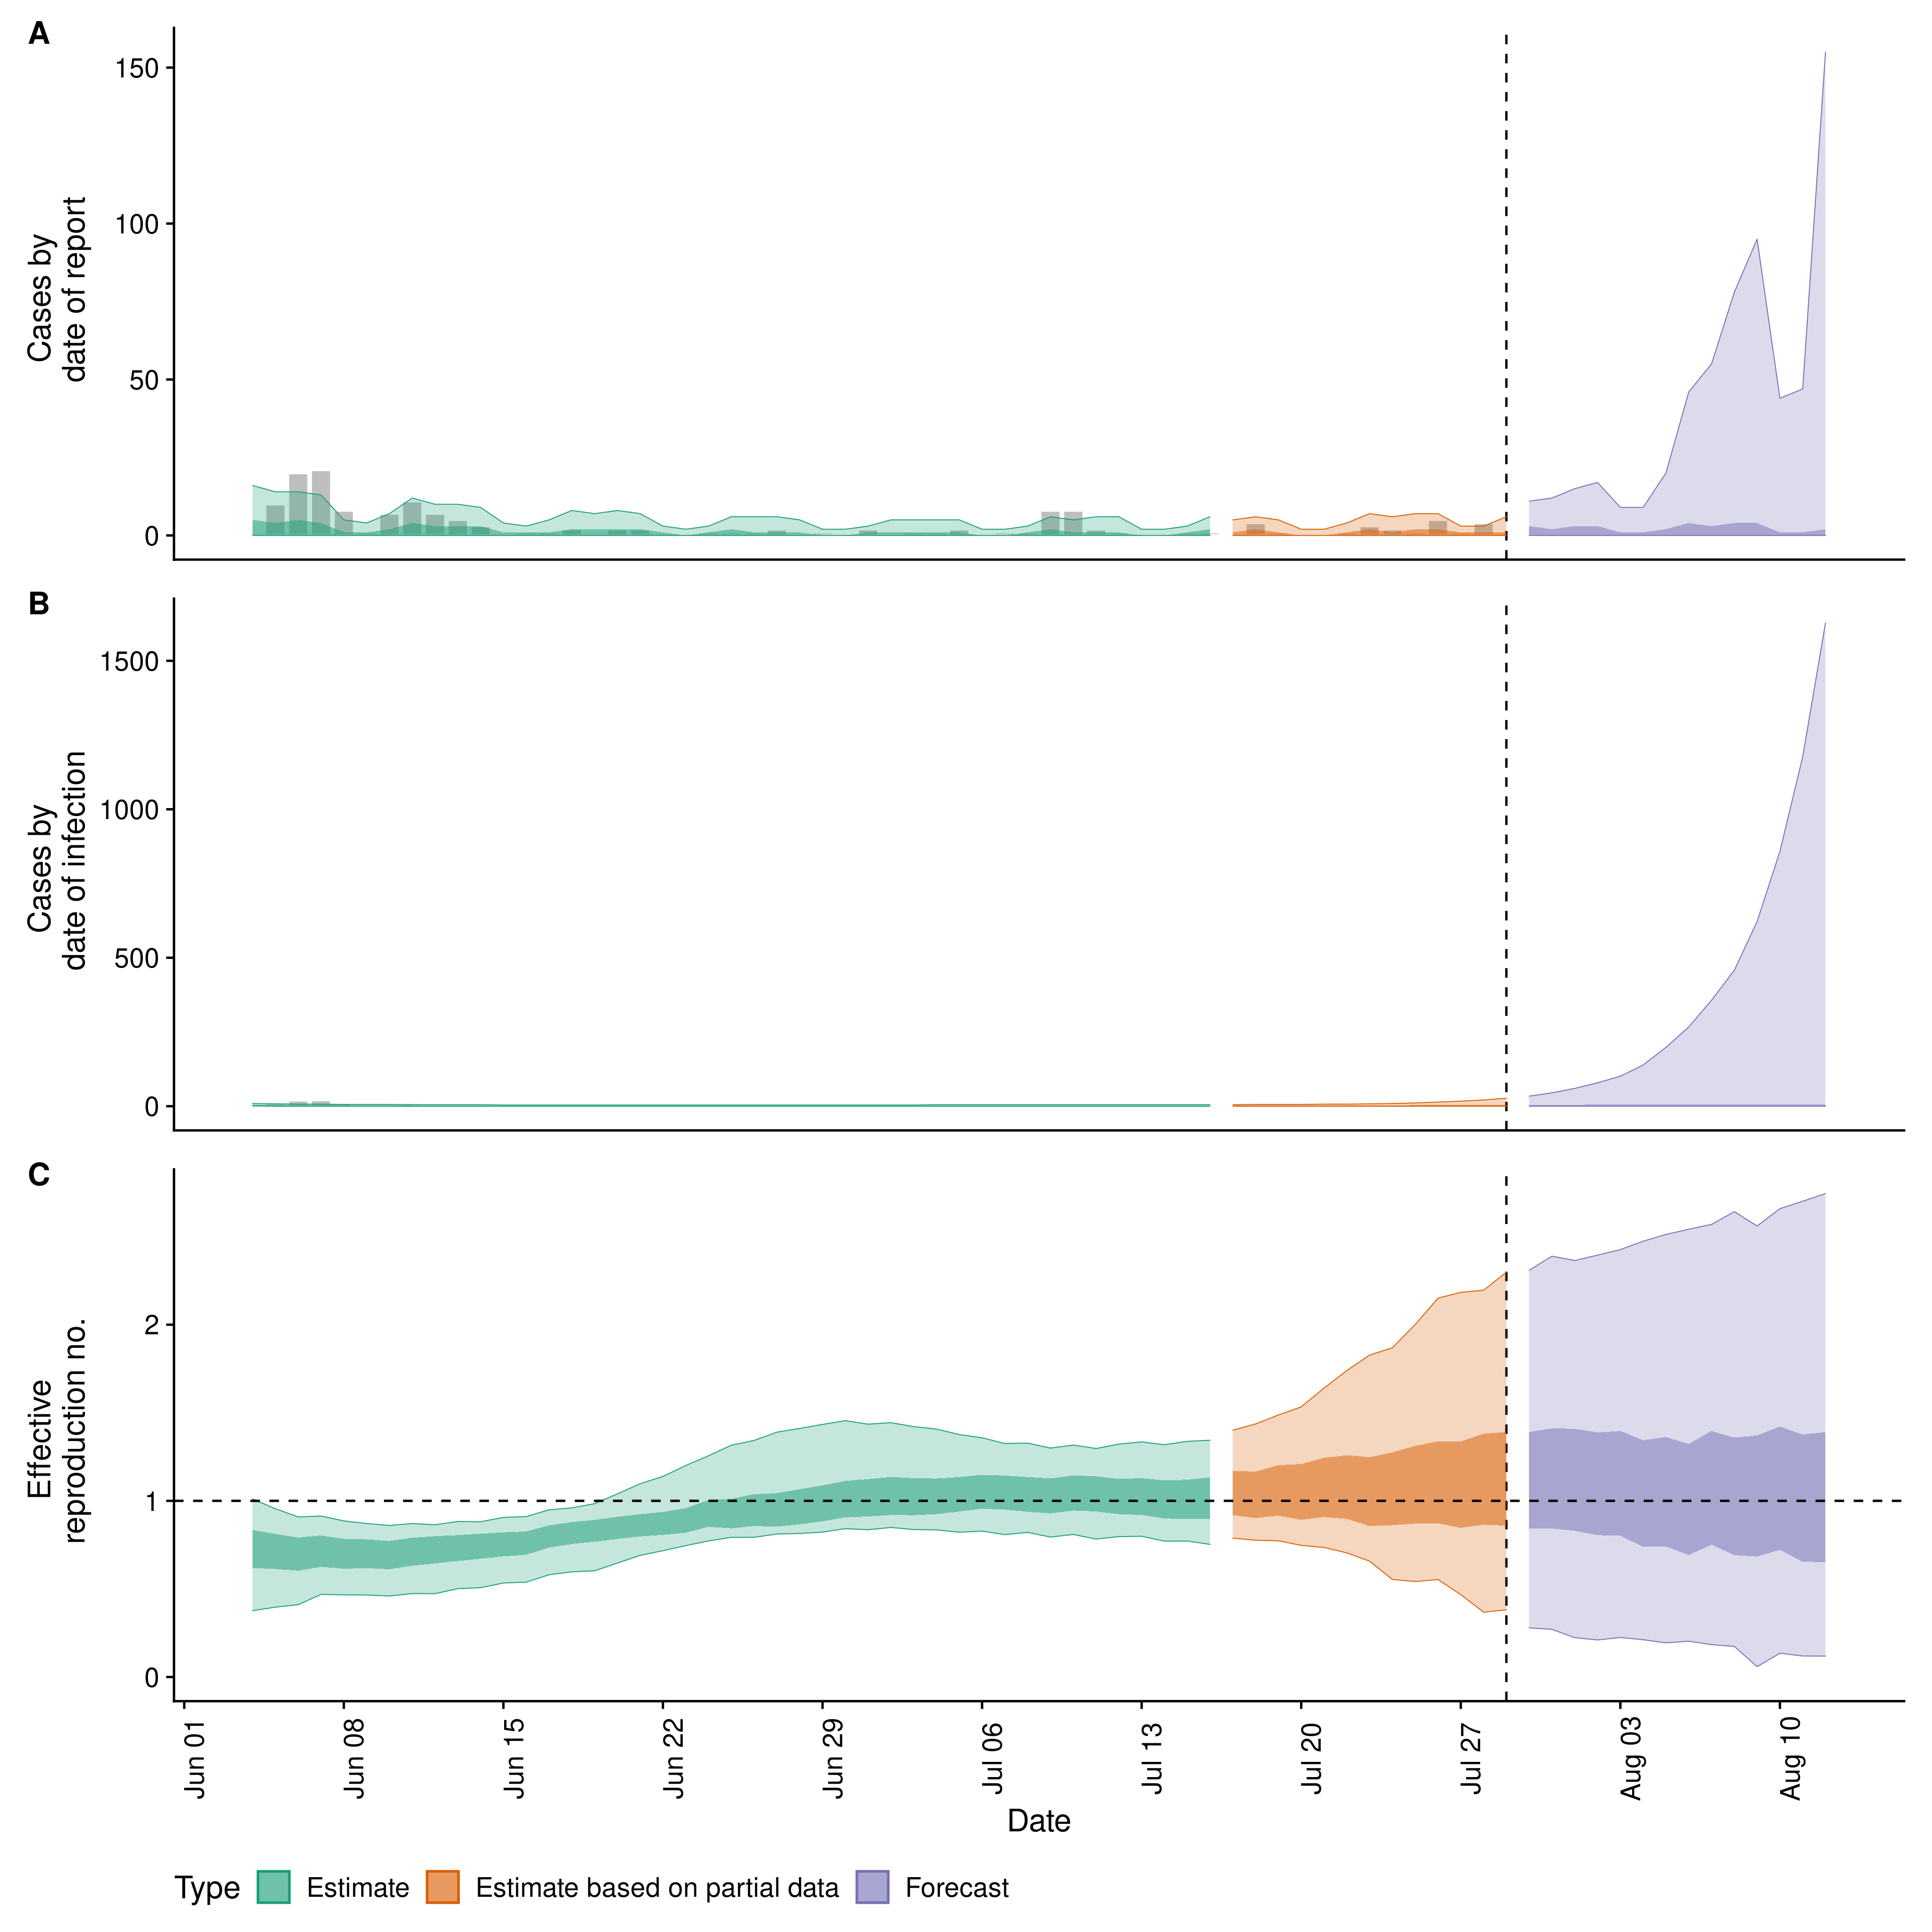 A
Cases by
date of report
150
100
50
0
B
Cases by
date of infection
1500
1000
500
0
C
Effective
reproduction no.
2
1
0
Jun 01
Jun 08
Jun 15
Jun 22
Jun 29
Jul 06
Jul 13
Jul 20
Jul 27
Aug 03
Aug 10
Date
Type Estimate Estimate based on partial data Forecast